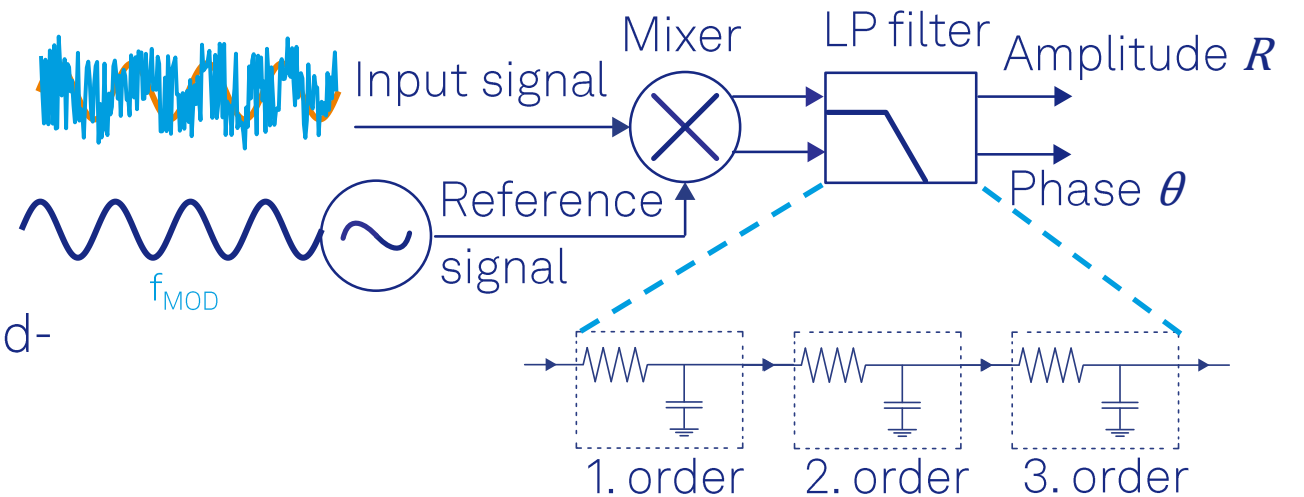 Mixer
LP filter
Amplitude R
Input signal
Phase θ
Reference
signal
f_MOD
d-
1. order
2. order
3. order